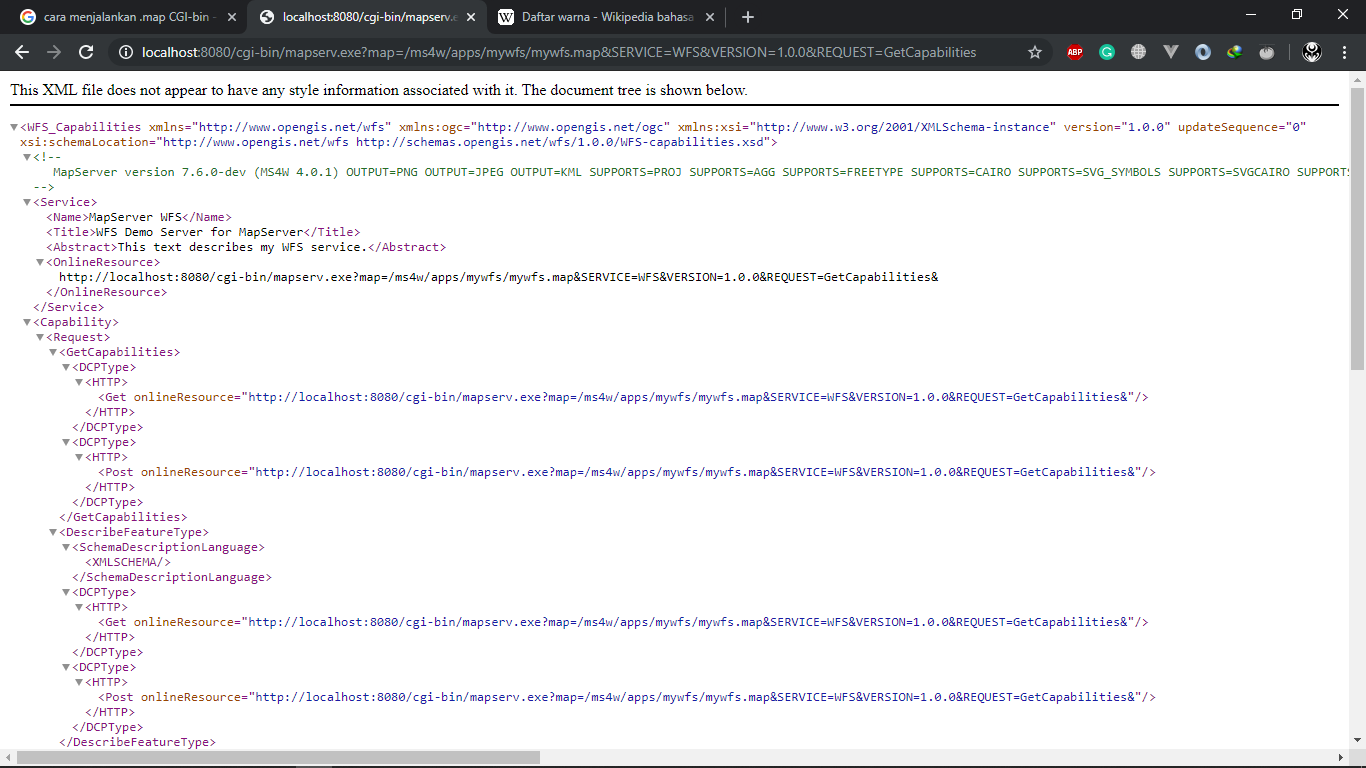 cara menjalankan .map CGI-bin -
localhost:8080/cgi-bin/mapserv.e
Daftar warna - Wikipedia bahasa
localhost:8080/cgi-bin/mapserv.exe?map=/ms4w/apps/mywfs/mywfs.map&SERVICE=WFS&VERSION=1.0.0&REQUEST=GetCapabilities
ABP
This XML file does not appear to have any style information associated with it. The document tree is shown below.
<WFS_Capabilities xmlns="http://www.opengis.net/wfs" xmlns:ogc="http://www.opengis.net/ogc" xmlns:xsi="http://www.w3.org/2001/XMLSchema-instance" version="1.0.0" updateSequence="0"
xsi:schemaLocation="http://www.opengis.net/wfs http://schemas.opengis.net/wfs/1.0.0/WFS-capabilities.xsd">
<!--
MapServer version 7.6.0-dev (MS4W 4.0.1) OUTPUT=PNG OUTPUT=JPEG OUTPUT=KML SUPPORTS=PROJ SUPPORTS=AGG SUPPORTS=FREETYPE SUPPORTS=CAIRO SUPPORTS=SVG_SYMBOLS SUPPORTS=SVGCAIRO SUPPORTS
-->
<Service>
<Name>MapServer WFS</Name>
<Title>WFS Demo Server for MapServer</Title>
<Abstract>This text describes my WFS service.</Abstract>
<OnlineResource>
http://localhost:8080/cgi-bin/mapserv.exe?map=/ms4w/apps/mywfs/mywfs.map&SERVICE=WFS&VERSION=1.0.0&REQUEST=GetCapabilities&
</OnlineResource>
</Service>
<Capability>
<Request>
<GetCapabilities>
<DCPType>
<HTTP>
<Get onlineResource="http://localhost:8080/cgi-bin/mapserv.exe?map=/ms4w/apps/mywfs/mywfs.map&SERVICE=WFS&VERSION=1.0.0&REQUEST=GetCapabilities&"/>
</HTTP>
</DCPType>
<DCPType>
<HTTP>
<Post onlineResource="http://localhost:8080/cgi-bin/mapserv.exe?map=/ms4w/apps/mywfs/mywfs.map&SERVICE=WFS&VERSION=1.0.0&REQUEST=GetCapabilities&"/>
</HTTP>
</DCPType>
</GetCapabilities>
<DescribeFeatureType>
<SchemaDescriptionLanguage>
<XMLSCHEMA/>
</SchemaDescriptionLanguage>
<DCPType>
<HTTP>
<Get onlineResource="http://localhost:8080/cgi-bin/mapserv.exe?map=/ms4w/apps/mywfs/mywfs.map&SERVICE=WFS&VERSION=1.0.0&REQUEST=GetCapabilities&"/>
</HTTP>
</DCPType>
<DCPType>
<HTTP>
<Post onlineResource="http://localhost:8080/cgi-bin/mapserv.exe?map=/ms4w/apps/mywfs/mywfs.map&SERVICE=WFS&VERSION=1.0.0&REQUEST=GetCapabilities&"/>
</HTTP>
</DCPType>
</DescribeFeatureType>